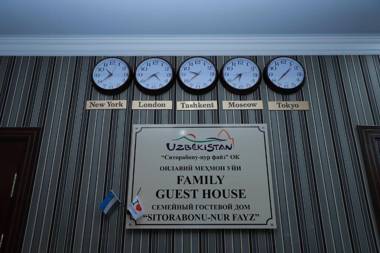 New York London Tashkent Moscow Tokyo
UZBEKISTAN
"Ситорабону-нур файз" ОК
ОИЛАВИЙ МЕҲМОН УЙИ
FAMILY
GUEST HOUSE
СЕМЕЙНЫЙ ГОСТЕВОЙ ДОМ
"SITORABONU-NUR FAYZ"